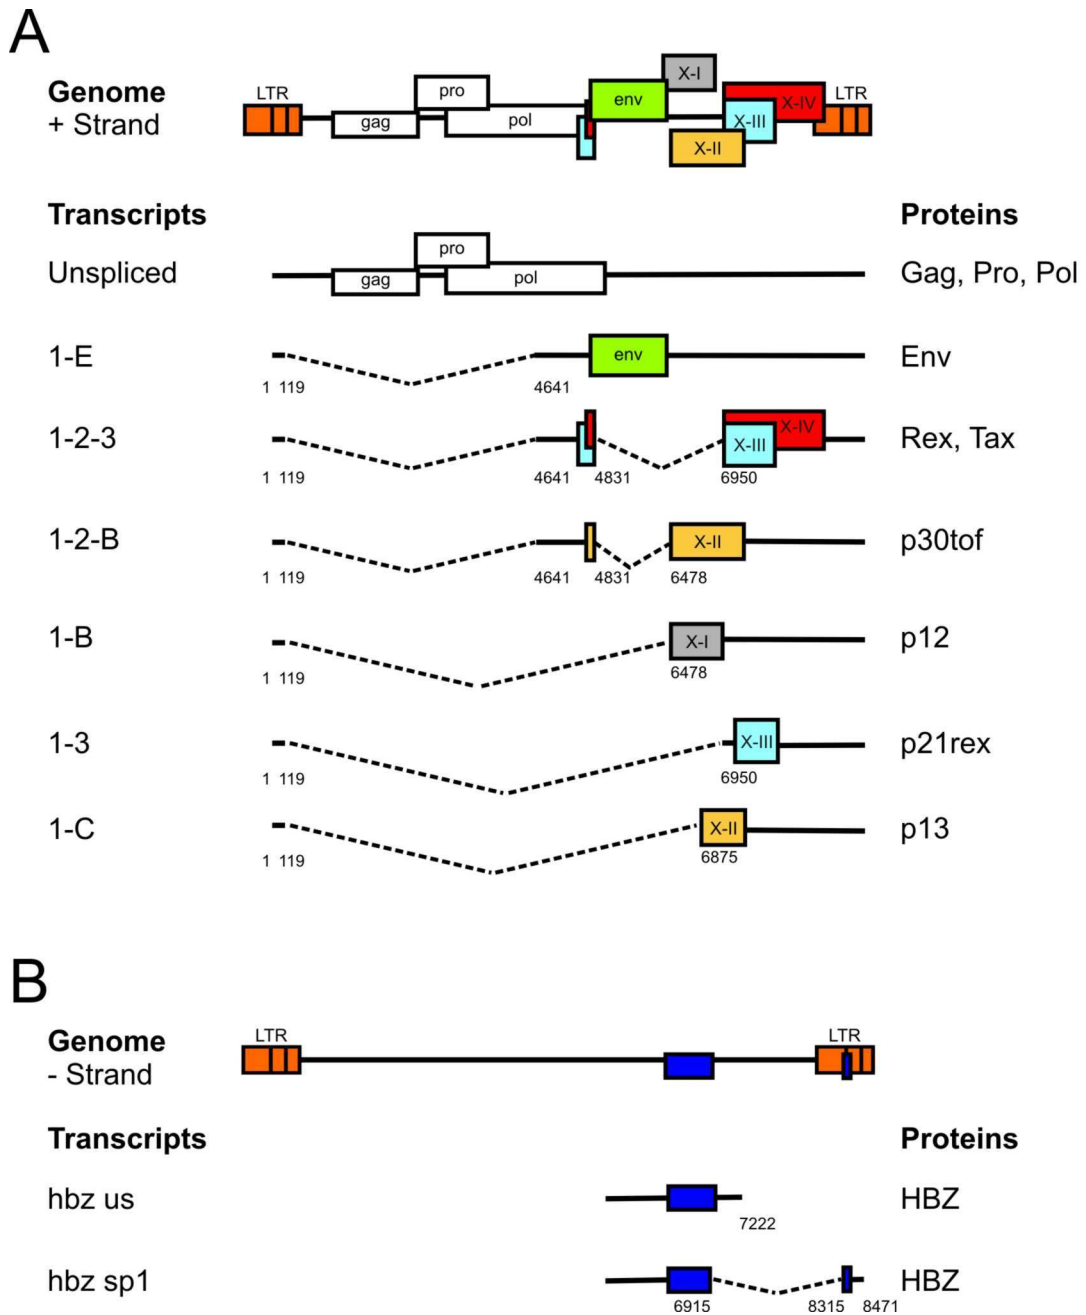 A
Genome
+ Strand
LTR
gag
pro
pol
env
X-I
X-II
X-III
X-IV
LTR
Transcripts
Proteins
Unspliced
gag
pro
pol
Gag, Pro, Pol
1-E
env
Env
1 119
4641
1-2-3
X-III
X-IV
Rex, Tax
1 119
4641
4831
6950
1-2-B
X-II
p30tof
1 119
4641
4831
6478
1-B
X-I
p12
1 119
6478
1-3
X-III
p21rex
1 119
6950
1-C
X-II
p13
1 119
6875
B
Genome
- Strand
LTR
LTR
Transcripts
Proteins
hbz us
HBZ
7222
hbz sp1
HBZ
6915
8315
8471